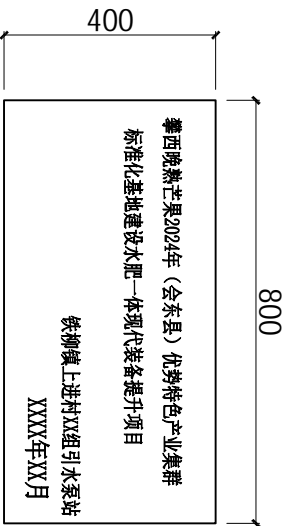 400
800
攀西晚熟芒果2024年（会东县）优势特色产业集群
标准化基地建设水肥一体现代装备提升项目
铁柳镇上进村XX组引水泵站
XXXX年XX月